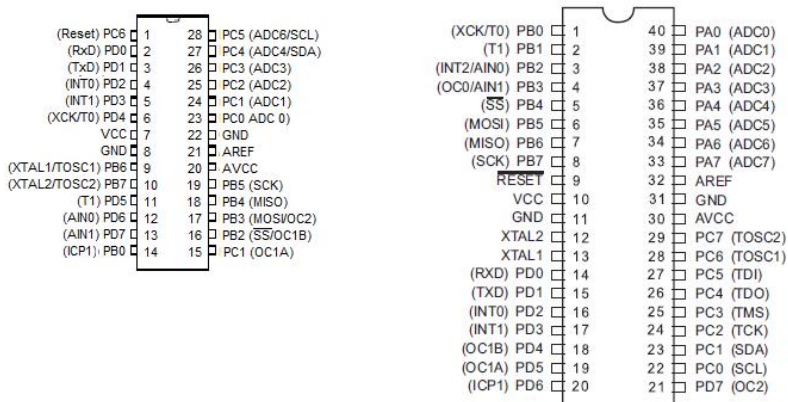 (Reset) PC6 1 28 PC5 (ADC6/SCL)
(RxD) PD0 2 27 PC4 (ADC4/SDA)
(TxD) PD1 3 26 PC3 (ADC3)
(INT0) PD2 4 25 PC2 (ADC2)
(INT1) PD3 5 24 PC1 (ADC1)
(XCK/T0) PD4 6 23 PC0 ADC 0)
VCC 7 22 GND
GND 8 21 AREF
(XTAL1/TOSC1) PB6 9 20 AVCC
(XTAL2/TOSC2) PB7 10 19 PB5 (SCK)
(T1) PD5 11 18 PB4 (MISO)
(AIN0) PD6 12 17 PB3 (MOSI/OC2)
(AIN1) PD7 13 16 PB2 (SS/OC1B)
(ICP1) PB0 14 15 PC1 (OC1A)
(XCK/T0) PB0 1 40 PA0 (ADC0)
(T1) PB1 2 39 PA1 (ADC1)
(INT2/AIN0) PB2 3 38 PA2 (ADC2)
(OC0/AIN1) PB3 4 37 PA3 (ADC3)
(SS) PB4 5 36 PA4 (ADC4)
(MOSI) PB5 6 35 PA5 (ADC5)
(MISO) PB6 7 34 PA6 (ADC6)
(SCK) PB7 8 33 PA7 (ADC7)
RESET 9 32 AREF
VCC 10 31 GND
GND 11 30 AVCC
XTAL2 12 29 PC7 (TOSC2)
XTAL1 13 28 PC6 (TOSC1)
(RXD) PD0 14 27 PC5 (TDI)
(TXD) PD1 15 26 PC4 (TDO)
(INT0) PD2 16 25 PC3 (TMS)
(INT1) PD3 17 24 PC2 (TCK)
(OC1B) PD4 18 23 PC1 (SDA)
(OC1A) PD5 19 22 PC0 (SCL)
(ICP1) PD6 20 21 PD7 (OC2)